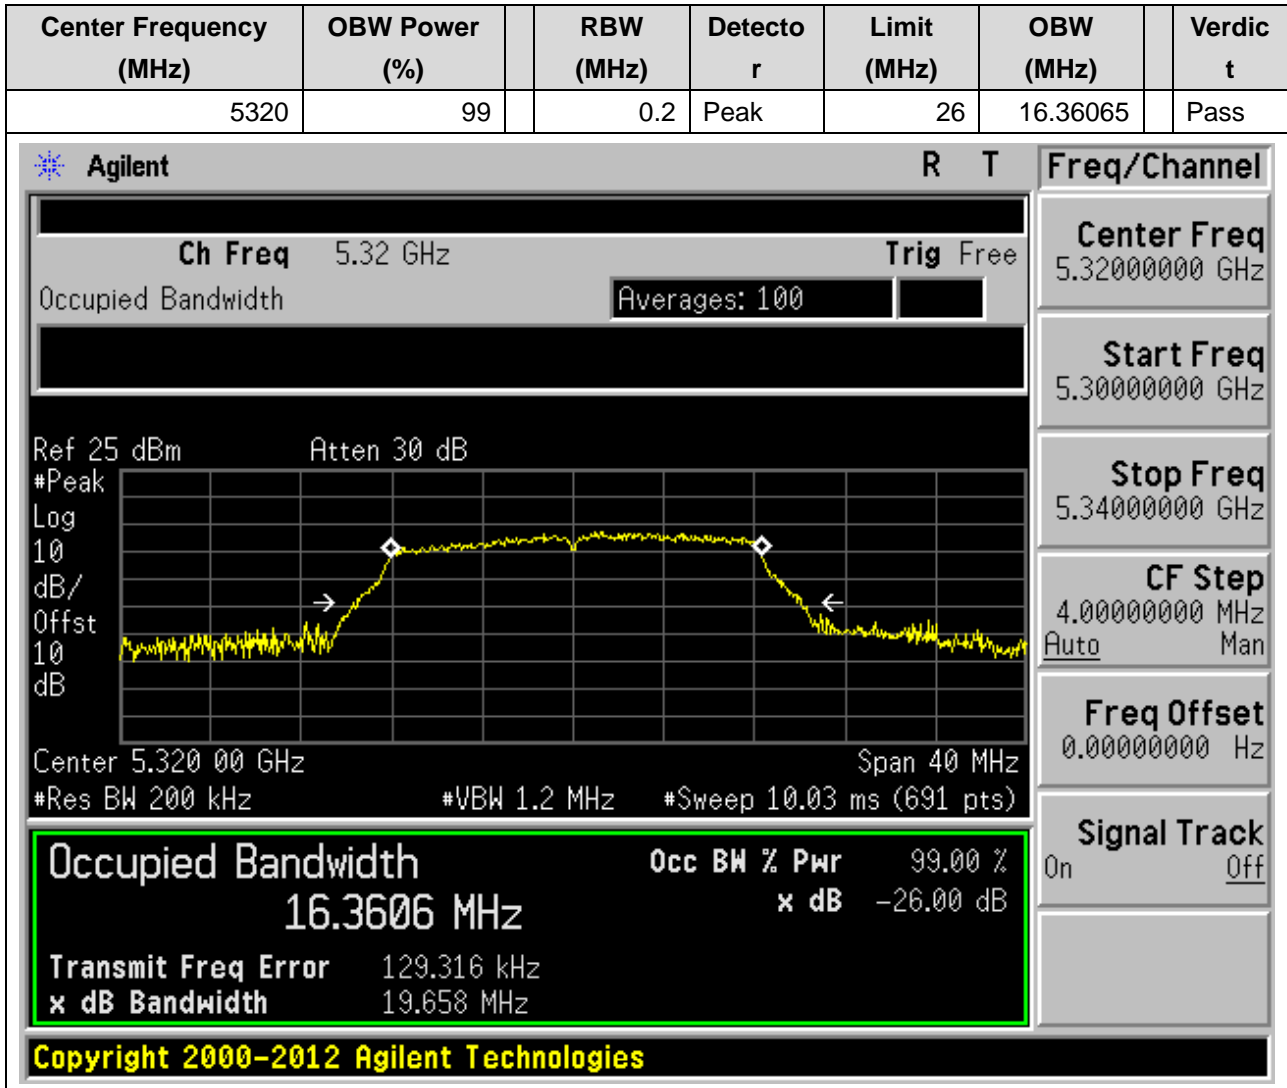 Center Frequency (MHz) OBW Power (%) RBW (MHz) Detector Limit (MHz) OBW (MHz) Verdict
5320 99 0.2 Peak 26 16.36065 Pass
Agilent R T
Freq/Channel
Ch Freq 5.32 GHz Trig Free
Occupied Bandwidth Averages: 100
Center Freq
5.32000000 GHz
Start Freq
5.30000000 GHz
Stop Freq
5.34000000 GHz
CF Step
4.00000000 MHz
Auto Man
Freq Offset
0.00000000 Hz
Signal Track
On Off
Ref 25 dBm Atten 30 dB
#Peak
Log
10
dB/
Offst
10
dB
Center 5.320 00 GHz Span 40 MHz
#Res BW 200 kHz #VBW 1.2 MHz #Sweep 10.03 ms (691 pts)
Occupied Bandwidth Occ BW % Pwr 99.00 %
16.3606 MHz x dB -26.00 dB
Transmit Freq Error 129.316 kHz
x dB Bandwidth 19.658 MHz
Copyright 2000-2012 Agilent Technologies